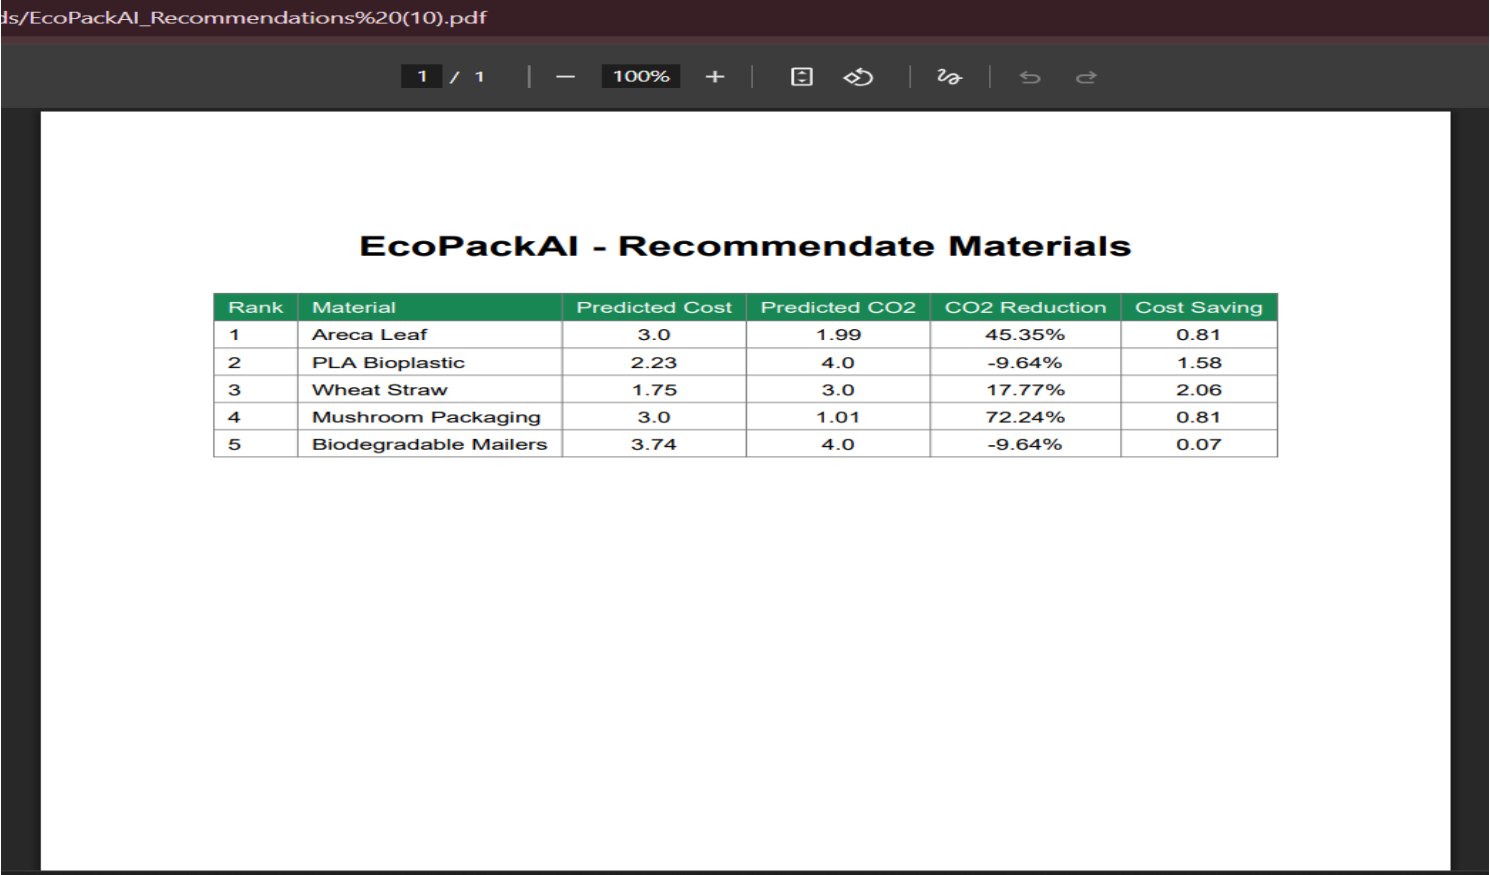 ds/EcoPackAI_Recommendations%20(10).pdf
1 / 1 100%
EcoPackAI - Recommendate Materials
Rank Material Predicted Cost Predicted CO2 CO2 Reduction Cost Saving
1 Areca Leaf 3.0 1.99 45.35% 0.81
2 PLA Bioplastic 2.23 4.0 -9.64% 1.58
3 Wheat Straw 1.75 3.0 17.77% 2.06
4 Mushroom Packaging 3.0 1.01 72.24% 0.81
5 Biodegradable Mailers 3.74 4.0 -9.64% 0.07